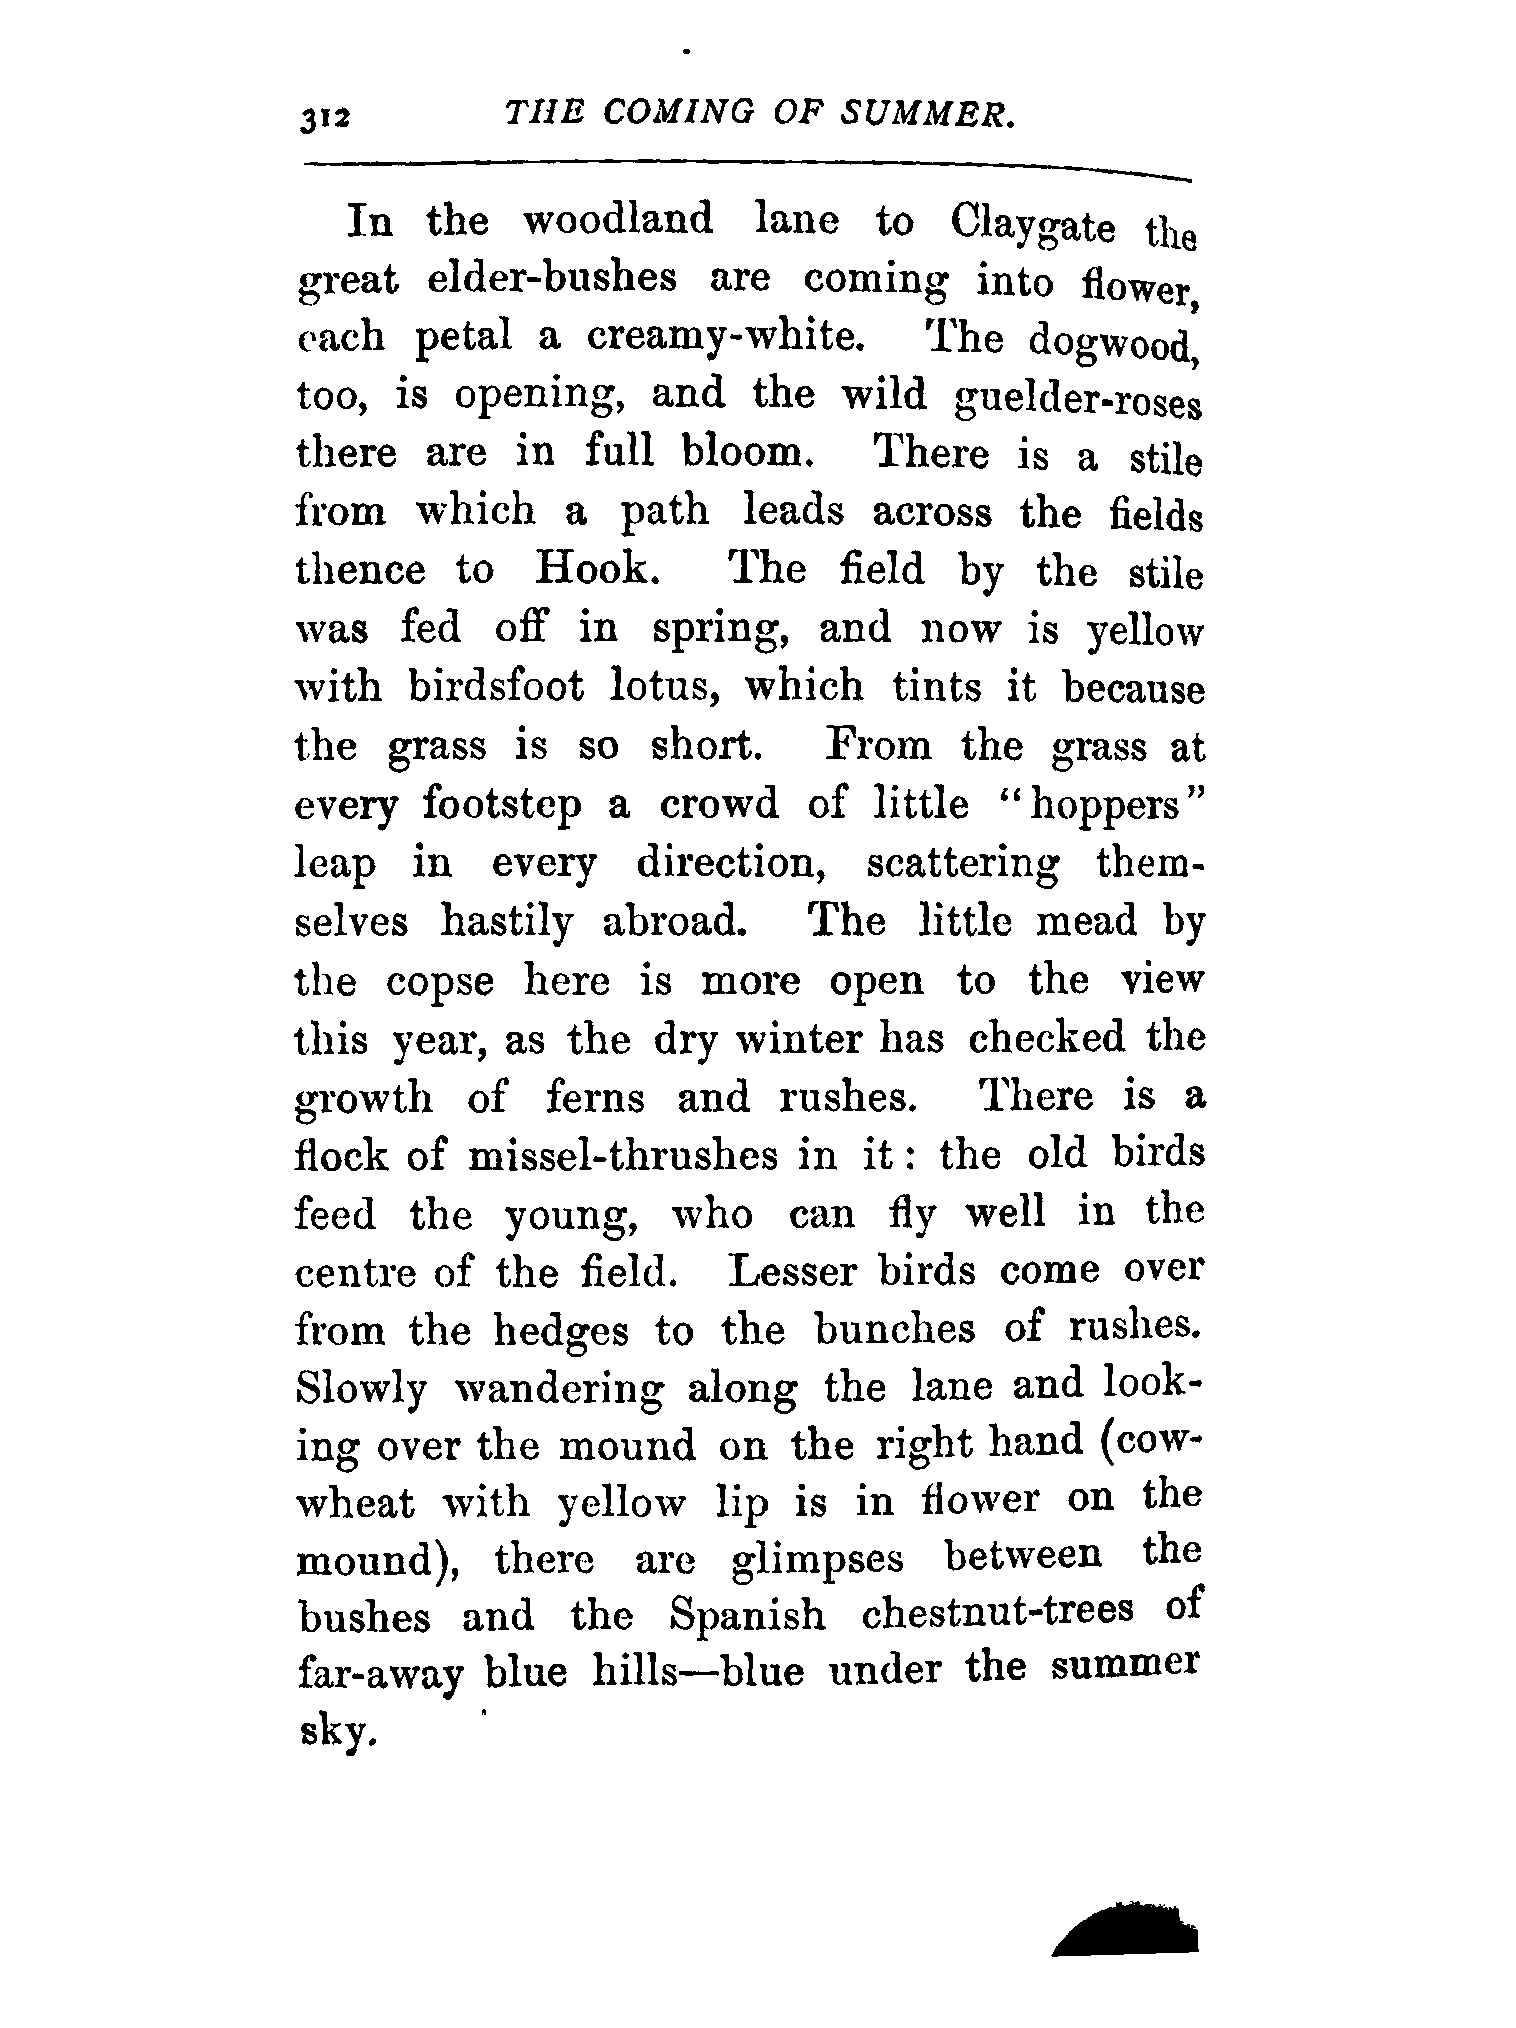 312 THE COMING OF SUMMER.
In the woodland lane to Claygate the
great elder-bushes are coming into flower,
each petal a creamy-white. The dogwood,
too, is opening, and the wild guelder-roses
there are in full bloom. There is a stile
from which a path leads across the fields
thence to Hook. The field by the stile
was fed off in spring, and now is yellow
with birdsfoot lotus, which tints it because
the grass is so short. From the grass at
every footstep a crowd of little “hoppers”
leap in every direction, scattering them-
selves hastily abroad. The little mead by
the copse here is more open to the view
this year, as the dry winter has checked the
growth of ferns and rushes. There is a
flock of missel-thrushes in it: the old birds
feed the young, who can fly well in the
centre of the field. Lesser birds come over
from the hedges to the bunches of rushes.
Slowly wandering along the lane and look-
ing over the mound on the right hand (cow-
wheat with yellow lip is in flower on the
mound), there are glimpses between the
bushes and the Spanish chestnut-trees of
far-away blue hills—blue under the summer
sky.